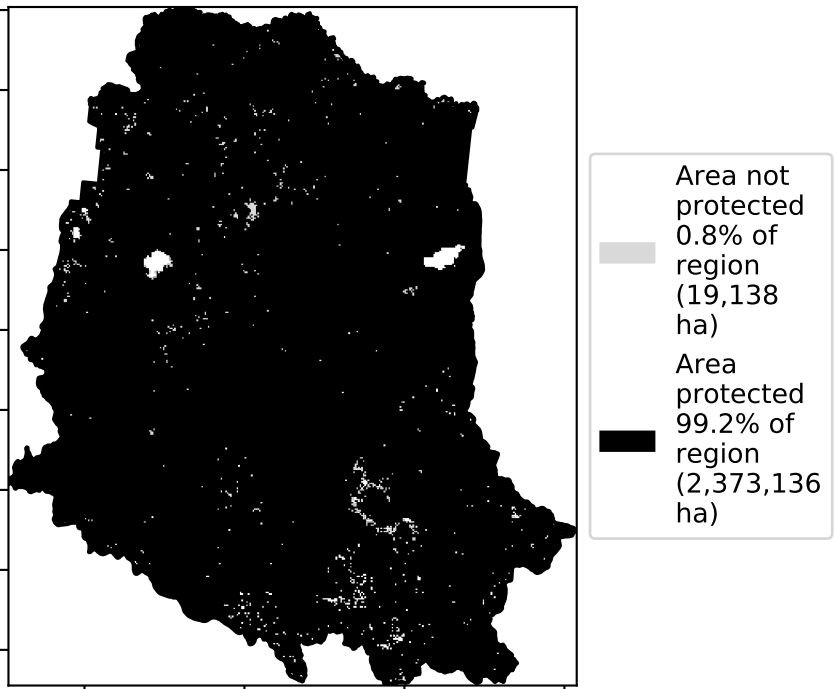 Area not
protected
0.8% of
region
(19,138
ha)
Area
protected
99.2% of
region
(2,373,136
ha)